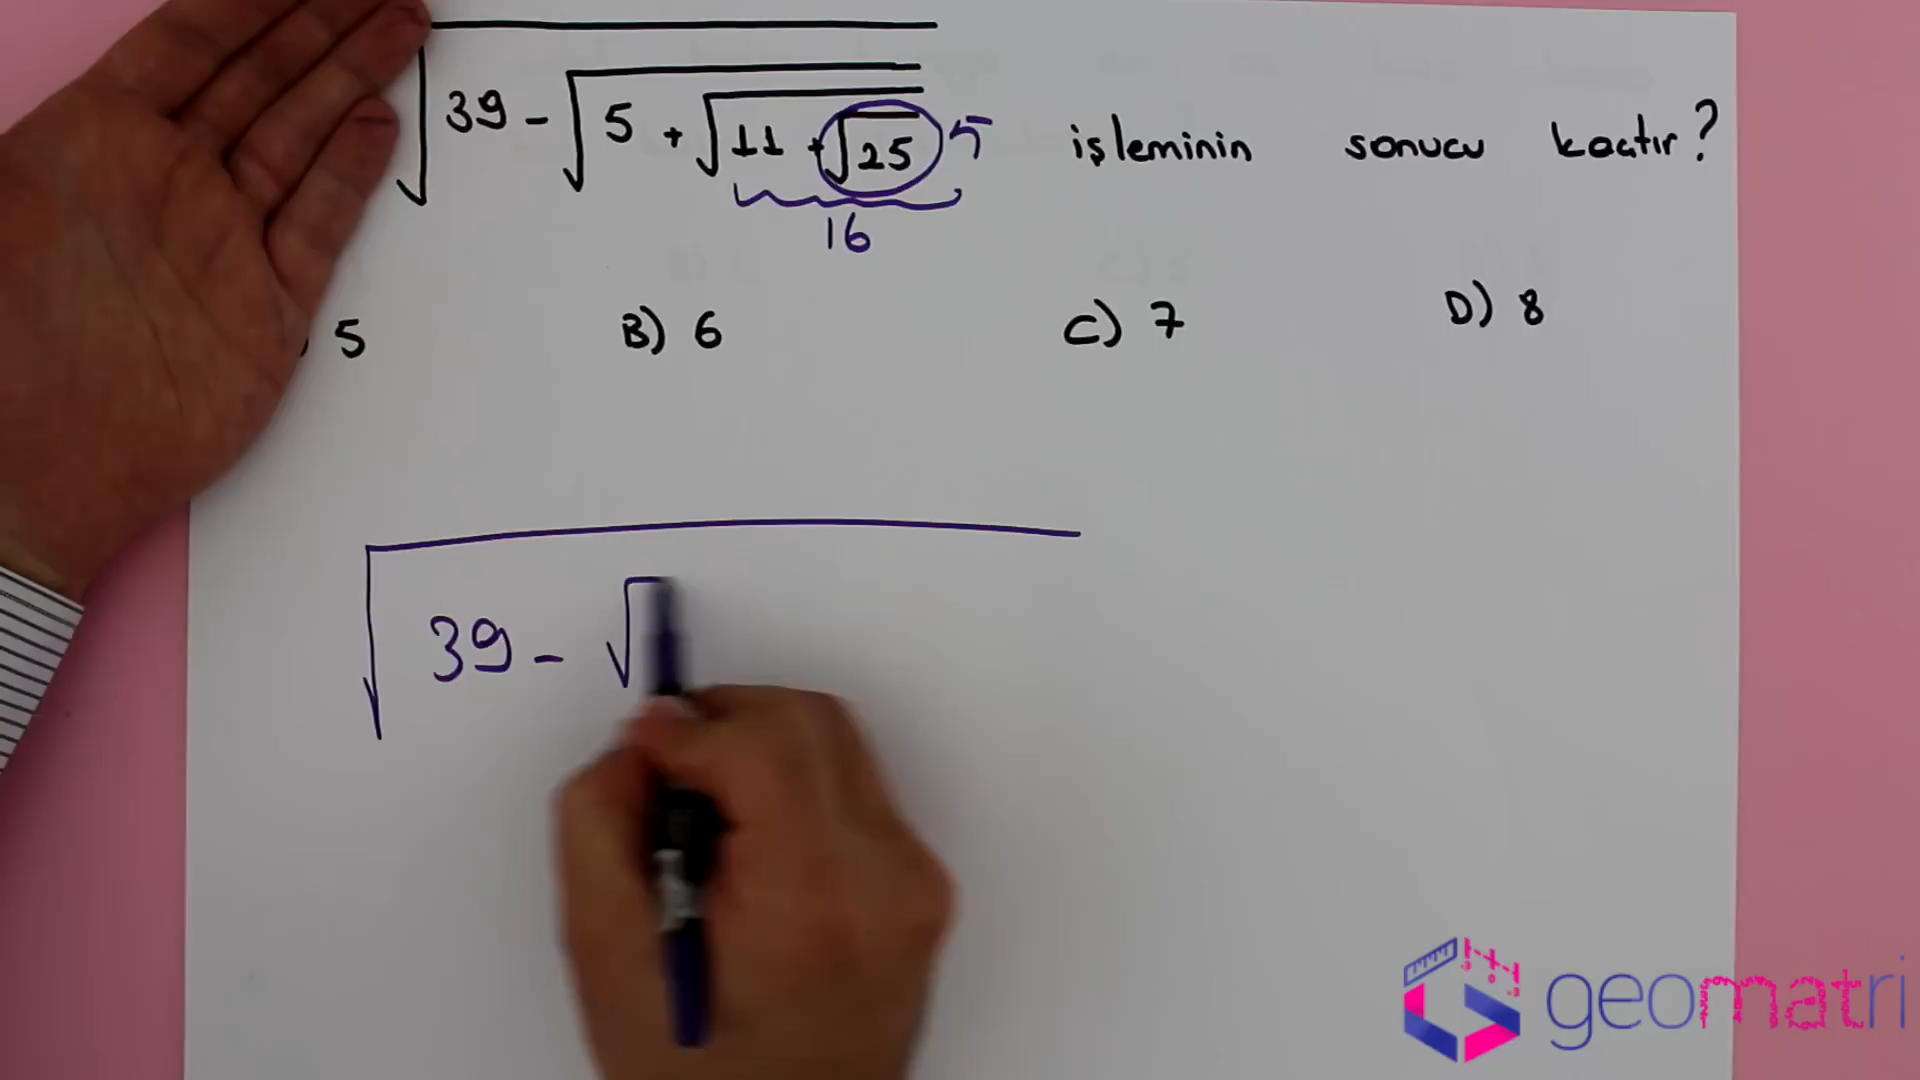 √39 - √5 + √11 + √25 5 işleminin sonucu kaçtır?
16
5 B) 6 C) 7 D) 8
√39 - √
geomatri